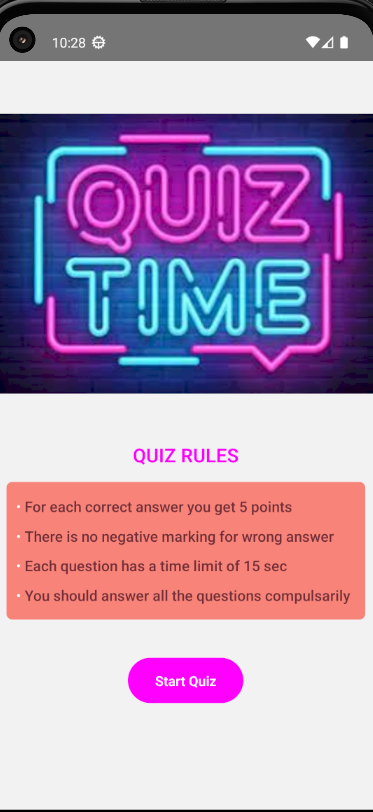 10:28
QUIZ
TIME
QUIZ RULES
• For each correct answer you get 5 points
• There is no negative marking for wrong answer
• Each question has a time limit of 15 sec
• You should answer all the questions compulsarily
Start Quiz